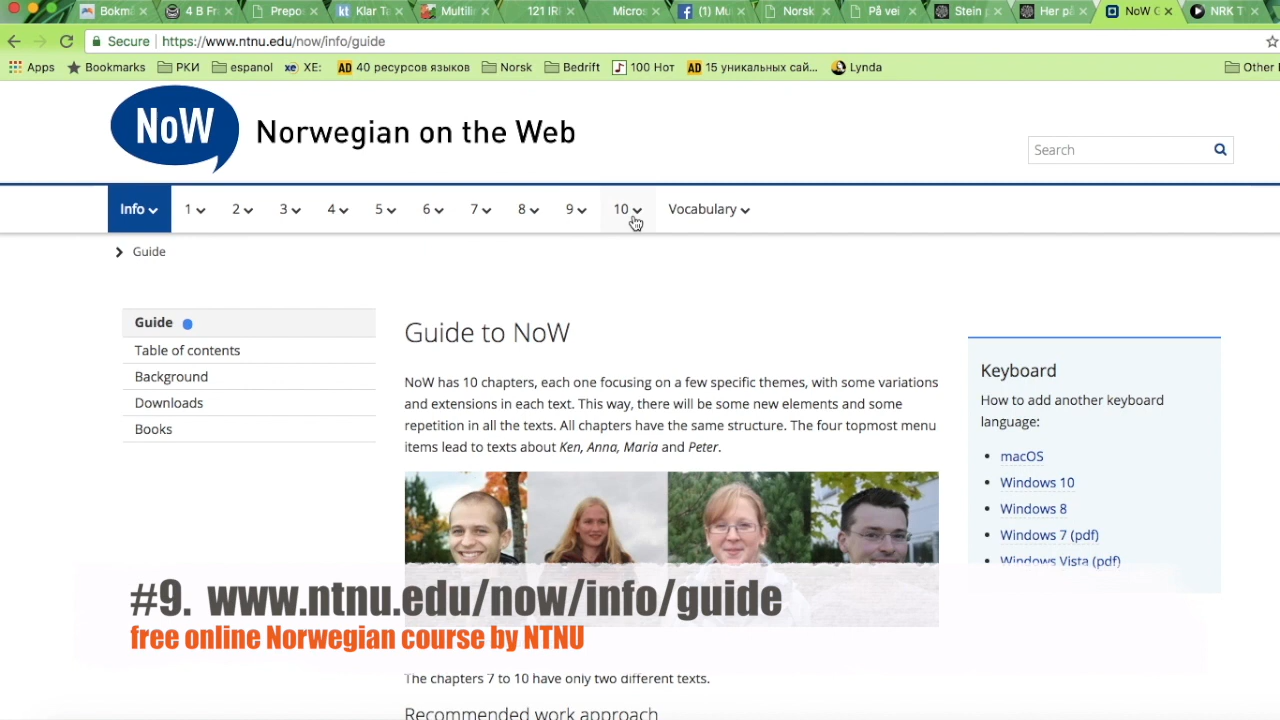 Bokm
4 B Fr
Prepo
Klar T
Multili
121 IR
Micros
(1) Mu
Norsk
På vei
Stein
Her på
NoW G
NRK T
Secure https://www.ntnu.edu/now/info/guide
Apps Bookmarks РКИ espanol XE: 40 ресурсов языков Norsk Bedrift 100 Нот 15 уникальных сай... Lynda Other
NoW Norwegian on the Web
Search
Info 1 2 3 4 5 6 7 8 9 10 Vocabulary
Guide
Guide
Table of contents
Background
Downloads
Books
Guide to NoW
NoW has 10 chapters, each one focusing on a few specific themes, with some variations
and extensions in each text. This way, there will be some new elements and some
repetition in all the texts. All chapters have the same structure. The four topmost menu
items lead to texts about Ken, Anna, Maria and Peter.
Keyboard
How to add another keyboard
language:
macOS
Windows 10
Windows 8
Windows 7 (pdf)
Windows Vista (pdf)
#9. www.ntnu.edu/now/info/guide
free online Norwegian course by NTNU
The chapters 7 to 10 have only two different texts.
Recommended work approach